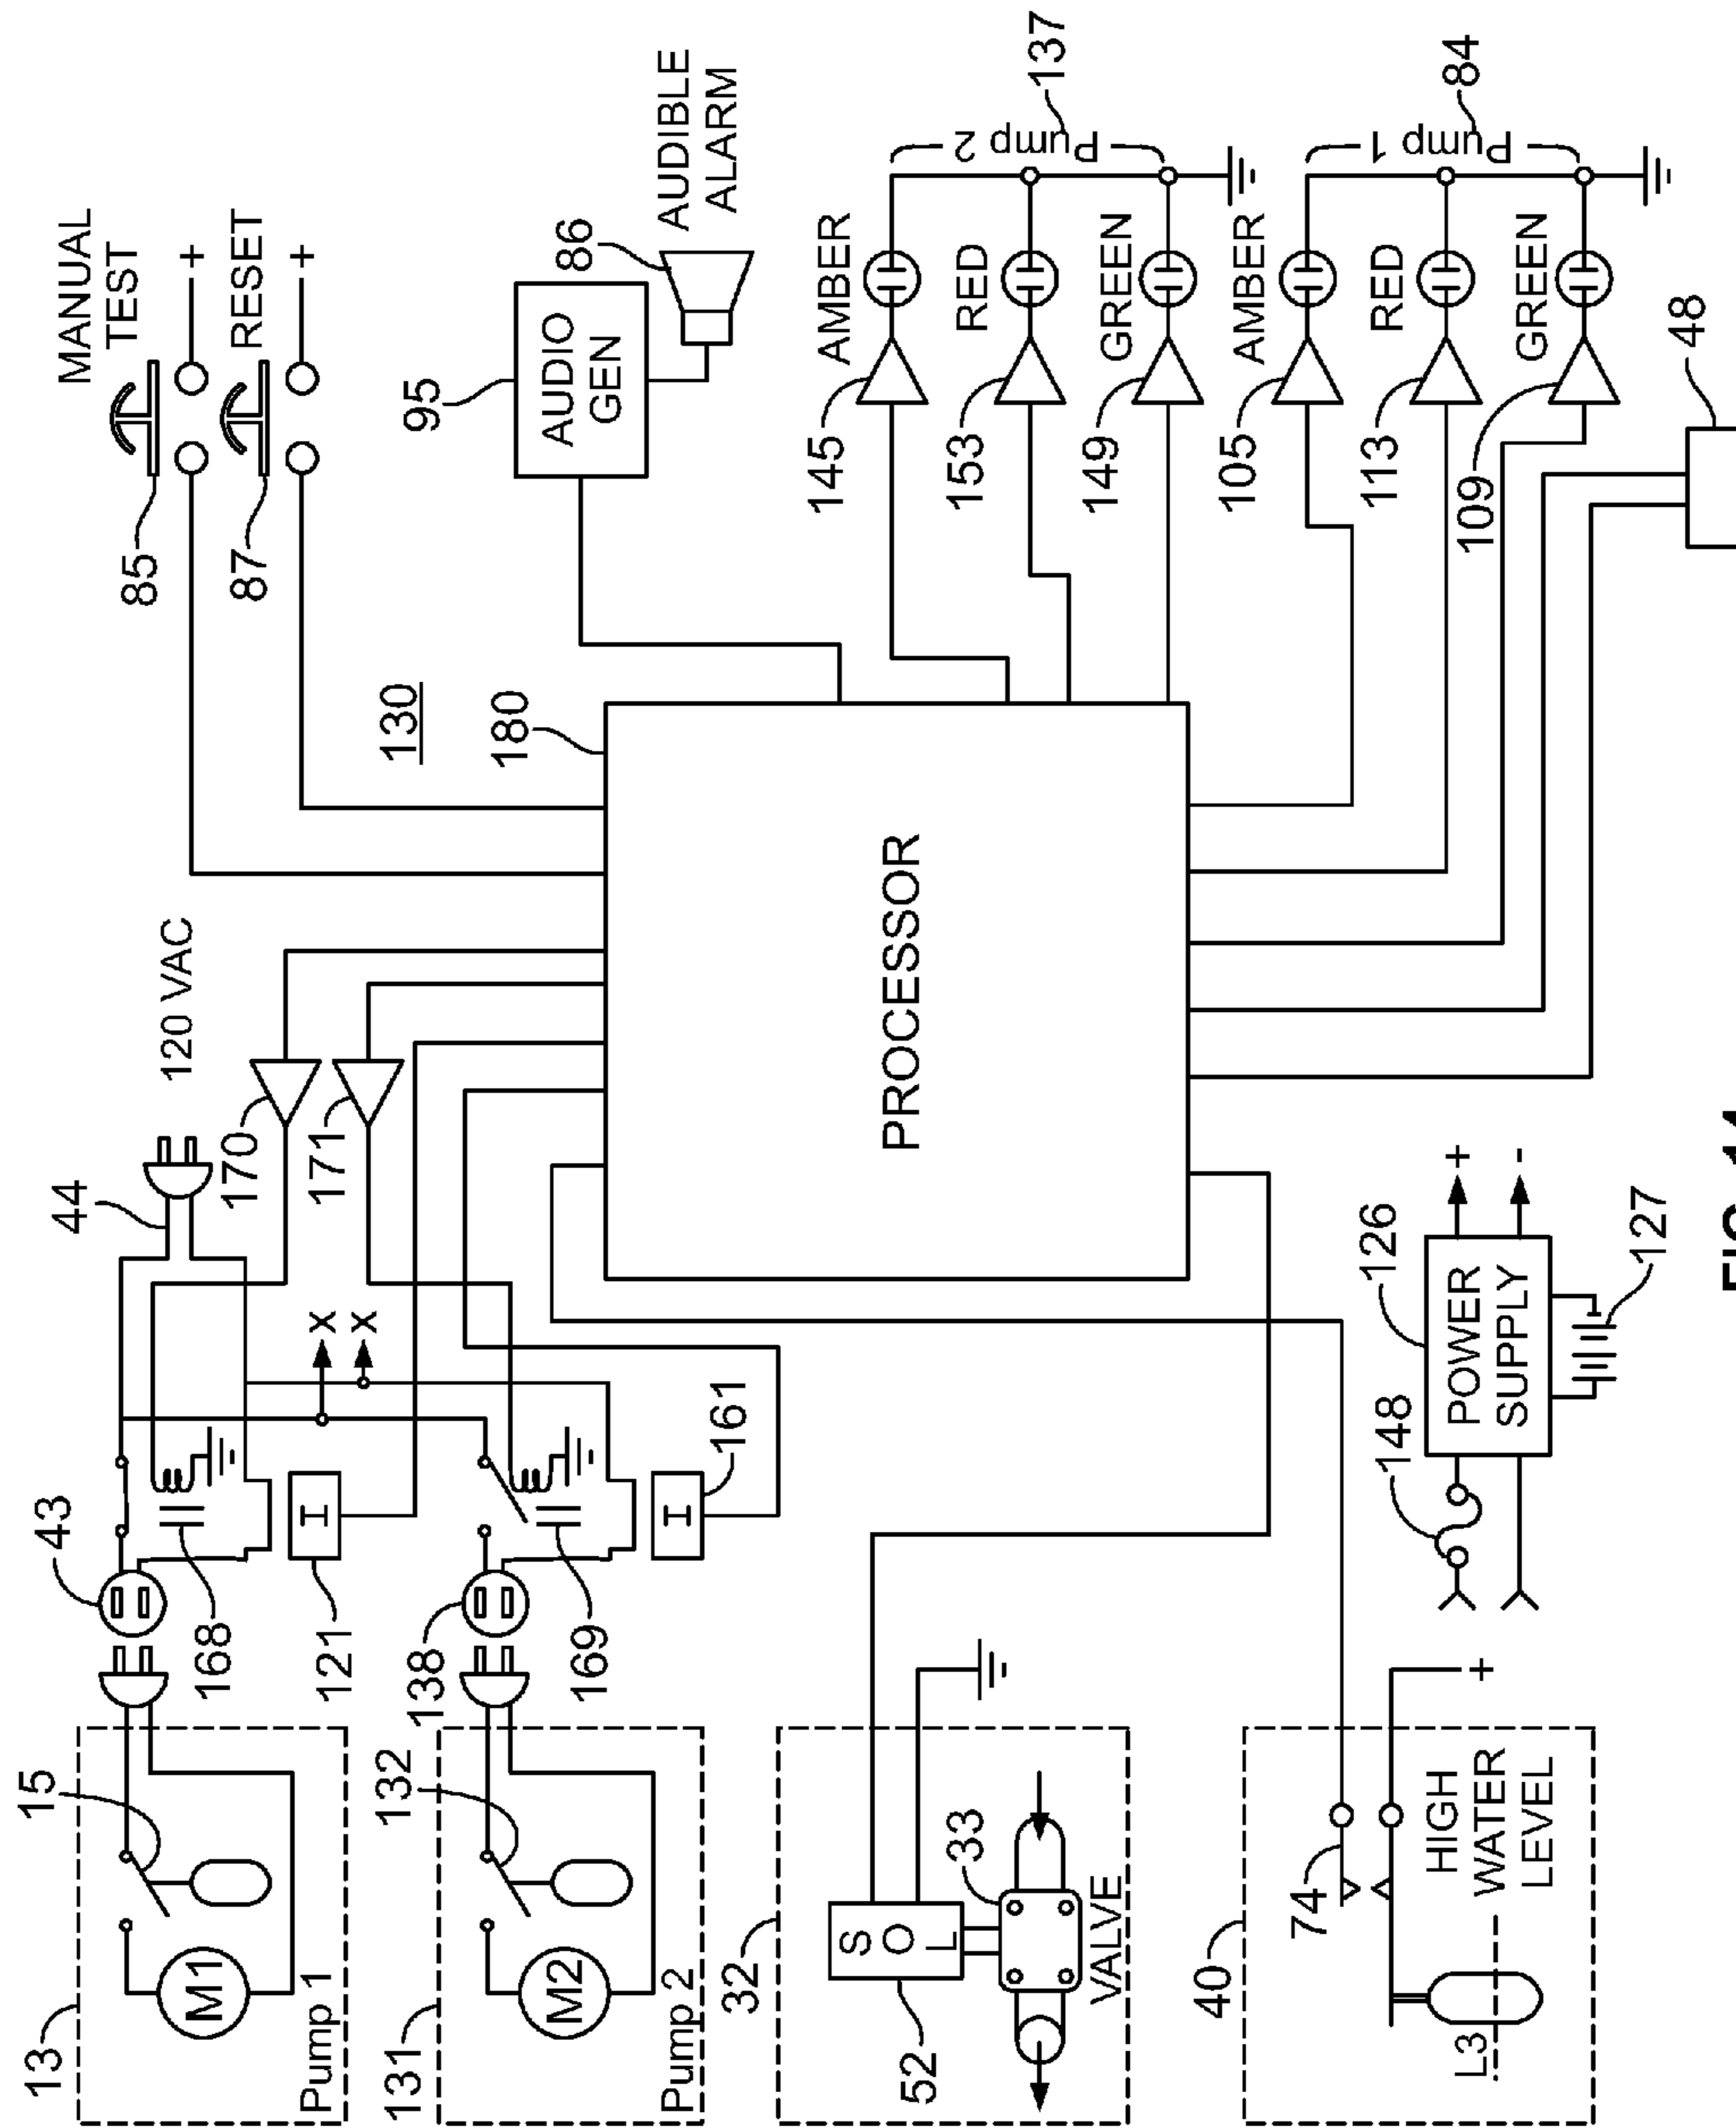 MANUAL
TEST
85
+
RESET
87
+
120 VAC
44
170
171
X
X
43
168
121
I
138
169
161
I
15
13
M1
Pump 1
132
131
M2
Pump 2
130
180
PROCESSOR
95
AUDIO
GEN
86
AUDIBLE
ALARM
145
AMBER
153
RED
149
GREEN
Pump 2
137
105
AMBER
113
RED
109
GREEN
Pump 1
84
48
32
SOL
52
33
VALVE
40
74
+
HIGH
WATER
LEVEL
L3
148
126
POWER
SUPPLY
+
-
127